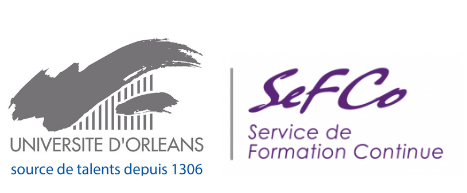 UNIVERSITE D'ORLEANS
source de talents depuis 1306
SeFCo
Service de
Formation Continue